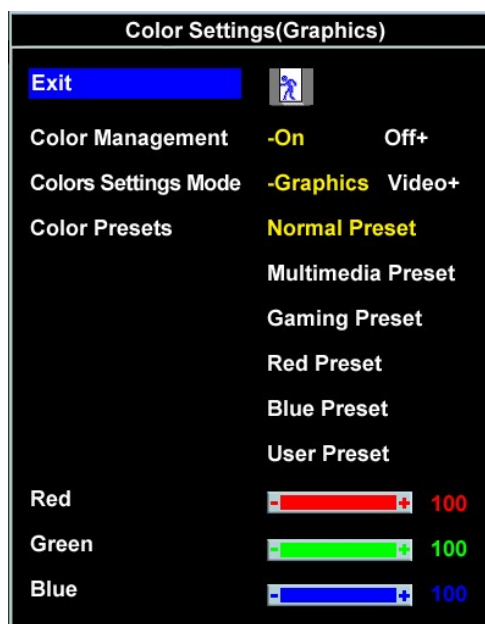 Color Settings(Graphics)
Exit
Color Management -On Off+
Colors Settings Mode -Graphics Video+
Color Presets Normal Preset
Multimedia Preset
Gaming Preset
Red Preset
Blue Preset
User Preset
Red - + 100
Green - + 100
Blue - + 100